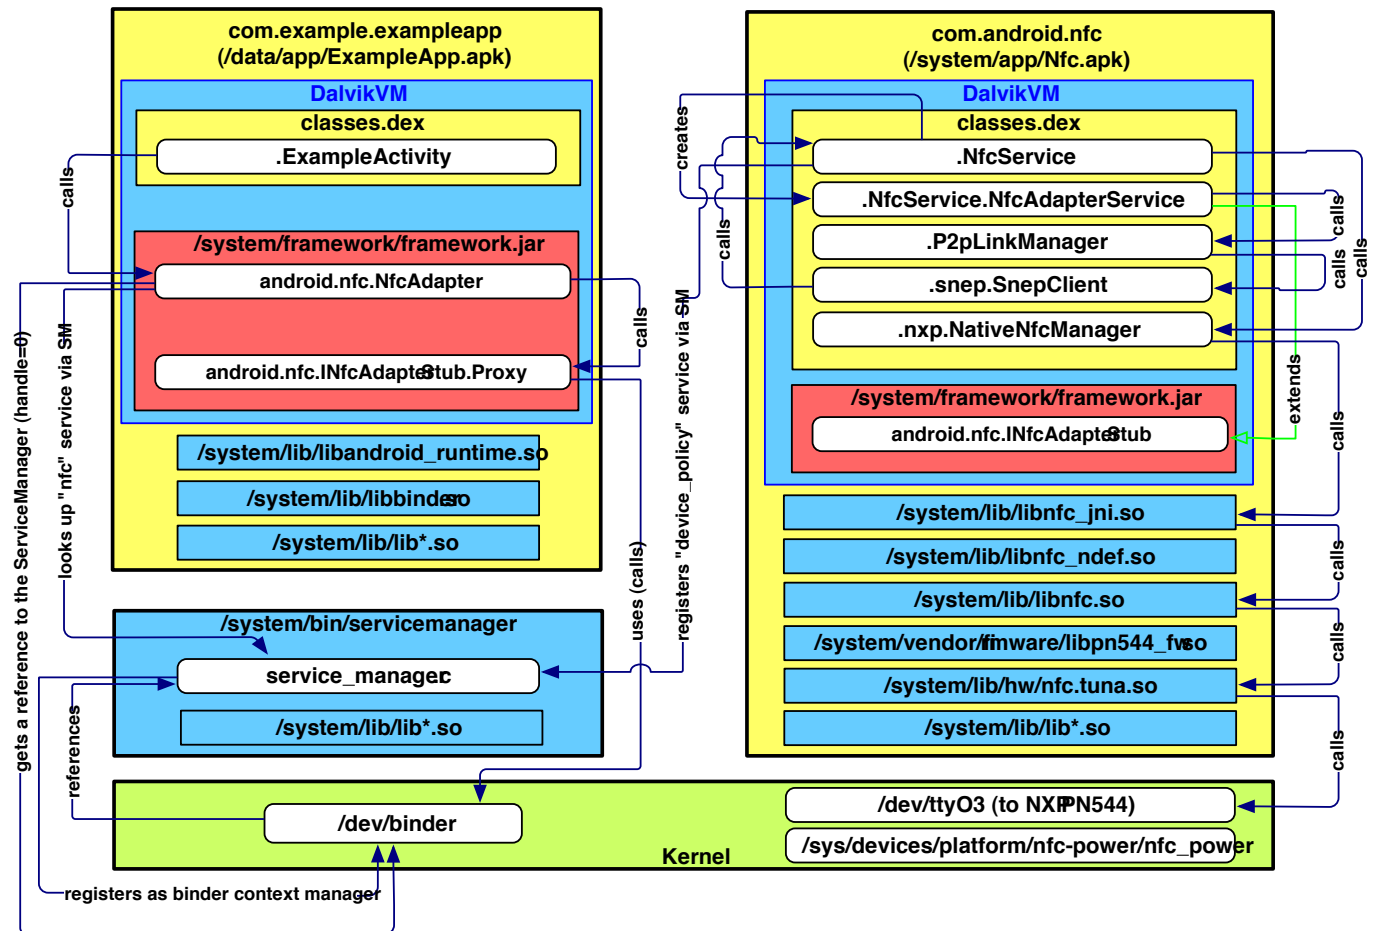 com.example.exampleapp
(/data/app/ExampleApp.apk)
DalvikVM
classes.dex
.ExampleActivity
calls
/system/framework/framework.jar
android.nfc.NfcAdapter
calls
android.nfc.INfcAdapterStub.Proxy
/system/lib/libandroid_runtime.so
/system/lib/libbinder.so
/system/lib/lib*.so
gets a reference to the ServiceManager (handle=0)
looks up "nfc" service via SM
uses (calls)
registers "device_policy" service via SM
/system/bin/servicemanager
service_manager.c
/system/lib/lib*.so
references
com.android.nfc
(/system/app/Nfc.apk)
DalvikVM
classes.dex
creates
calls
.NfcService
.NfcService.NfcAdapterService
.P2pLinkManager
.snep.SnepClient
.nxp.NativeNfcManager
calls
calls
calls
/system/framework/framework.jar
android.nfc.INfcAdapterStub
extends
calls
/system/lib/libnfc_jni.so
/system/lib/libnfc_ndef.so
calls
/system/lib/libnfc.so
/system/vendor/firmware/libpn544_fw.so
calls
/system/lib/hw/nfc.tuna.so
/system/lib/lib*.so
calls
/dev/binder
/dev/ttyO3 (to NXP PN544)
/sys/devices/platform/nfc-power/nfc_power
Kernel
registers as binder context manager